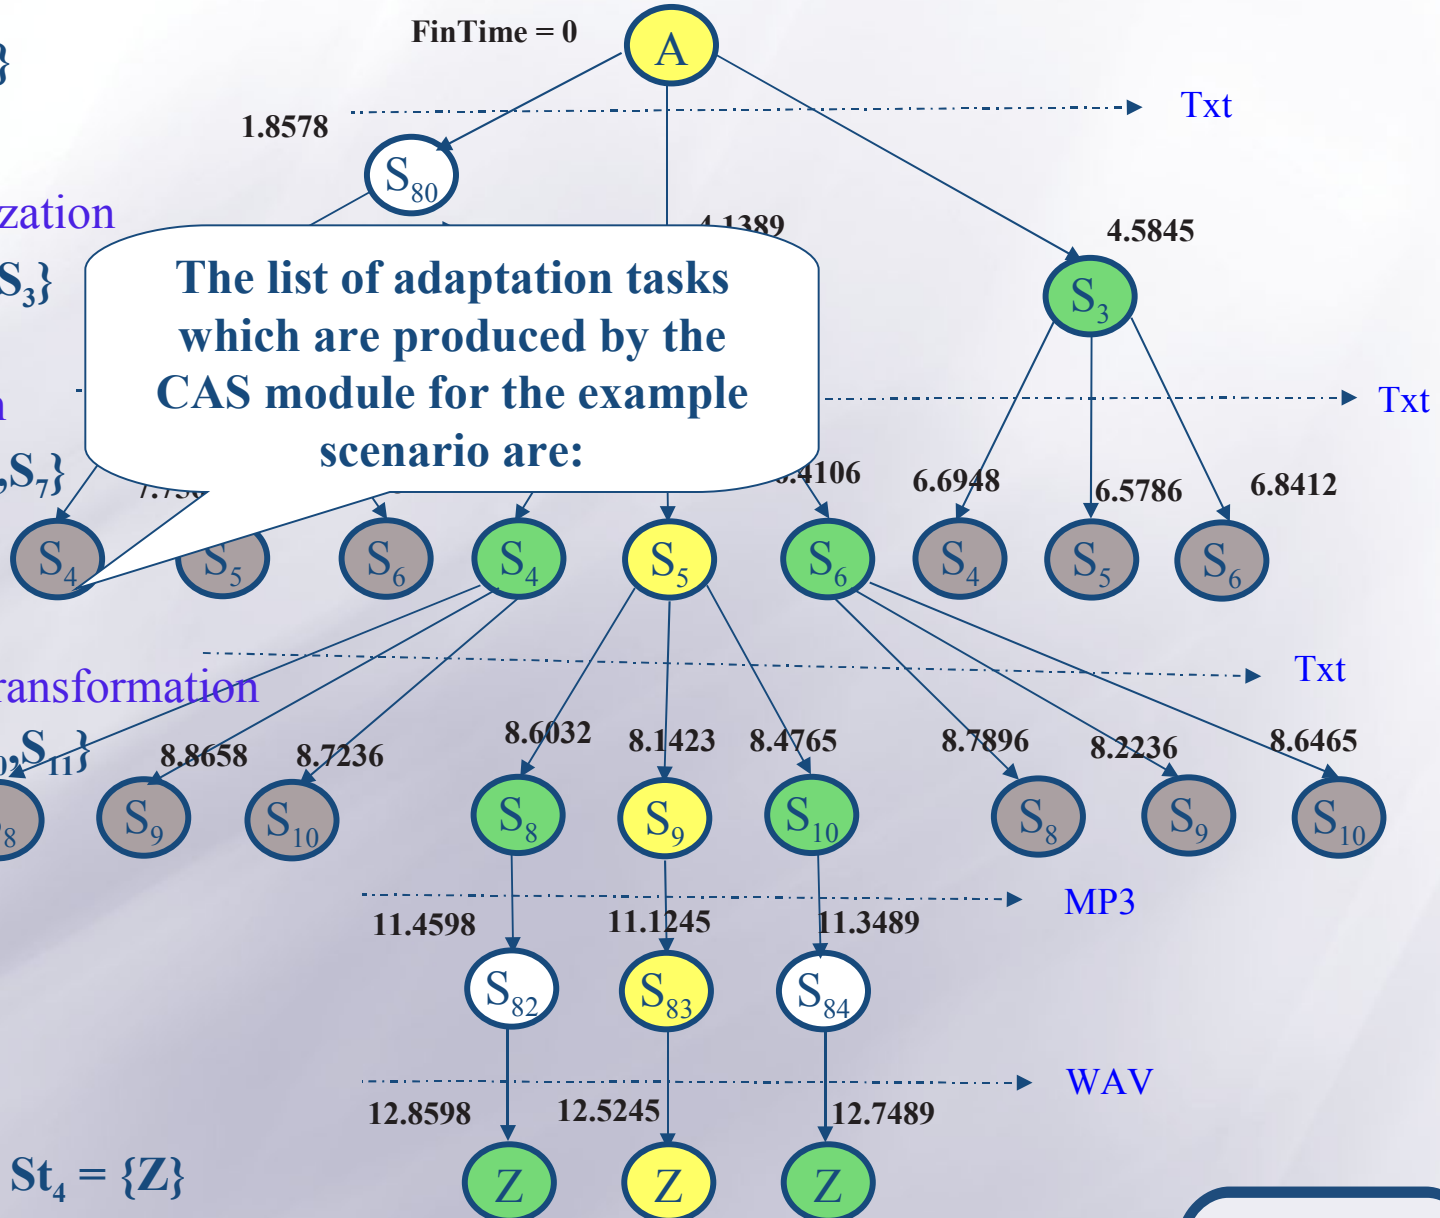 FinTime = 0
A
}
Txt
1.8578
S80
zation
4.1389
4.5845
S3}
S3
The list of adaptation tasks
which are produced by the
CAS module for the example
scenario are:
Txt
,S7}
6.6948
6.5786
6.8412
S4
S5
S6
S4
S5
S6
S4
S5
S6
Txt
ransformation
S11}
8.8658
8.7236
8.6032
8.1423
8.4765
8.7896
8.2236
8.6465
8
S9
S10
S8
S9
S10
S8
S9
S10
MP3
11.4598
11.1245
11.3489
S82
S83
S84
WAV
12.8598
12.5245
12.7489
St4 = {Z}
Z
Z
Z